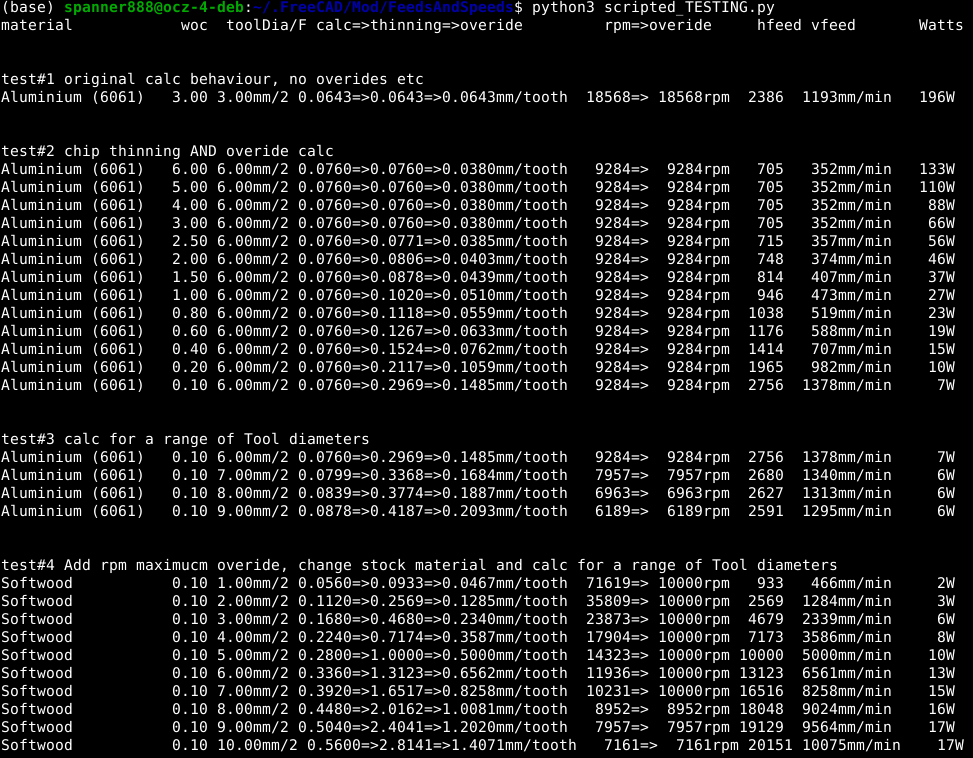 (base) spanner888@ocz-4-deb:~/.FreeCAD/Mod/FeedsAndSpeeds$ python3 scripted_TESTING.py
material            woc  toolDia/F calc=>thinning=>overide         rpm=>overide     hfeed vfeed       Watts
test#1 original calc behaviour, no overides etc
Aluminium (6061)   3.00 3.00mm/2 0.0643=>0.0643=>0.0643mm/tooth  18568=> 18568rpm  2386  1193mm/min   196W
test#2 chip thinning AND overide calc
Aluminium (6061)   6.00 6.00mm/2 0.0760=>0.0760=>0.0380mm/tooth   9284=>  9284rpm   705   352mm/min   133W
Aluminium (6061)   5.00 6.00mm/2 0.0760=>0.0760=>0.0380mm/tooth   9284=>  9284rpm   705   352mm/min   110W
Aluminium (6061)   4.00 6.00mm/2 0.0760=>0.0760=>0.0380mm/tooth   9284=>  9284rpm   705   352mm/min    88W
Aluminium (6061)   3.00 6.00mm/2 0.0760=>0.0760=>0.0380mm/tooth   9284=>  9284rpm   705   352mm/min    66W
Aluminium (6061)   2.50 6.00mm/2 0.0760=>0.0771=>0.0385mm/tooth   9284=>  9284rpm   715   357mm/min    56W
Aluminium (6061)   2.00 6.00mm/2 0.0760=>0.0806=>0.0403mm/tooth   9284=>  9284rpm   748   374mm/min    46W
Aluminium (6061)   1.50 6.00mm/2 0.0760=>0.0878=>0.0439mm/tooth   9284=>  9284rpm   814   407mm/min    37W
Aluminium (6061)   1.00 6.00mm/2 0.0760=>0.1020=>0.0510mm/tooth   9284=>  9284rpm   946   473mm/min    27W
Aluminium (6061)   0.80 6.00mm/2 0.0760=>0.1118=>0.0559mm/tooth   9284=>  9284rpm  1038   519mm/min    23W
Aluminium (6061)   0.60 6.00mm/2 0.0760=>0.1267=>0.0633mm/tooth   9284=>  9284rpm  1176   588mm/min    19W
Aluminium (6061)   0.40 6.00mm/2 0.0760=>0.1524=>0.0762mm/tooth   9284=>  9284rpm  1414   707mm/min    15W
Aluminium (6061)   0.20 6.00mm/2 0.0760=>0.2117=>0.1059mm/tooth   9284=>  9284rpm  1965   982mm/min    10W
Aluminium (6061)   0.10 6.00mm/2 0.0760=>0.2969=>0.1485mm/tooth   9284=>  9284rpm  2756  1378mm/min     7W
test#3 calc for a range of Tool diameters
Aluminium (6061)   0.10 6.00mm/2 0.0760=>0.2969=>0.1485mm/tooth   9284=>  9284rpm  2756  1378mm/min     7W
Aluminium (6061)   0.10 7.00mm/2 0.0799=>0.3368=>0.1684mm/tooth   7957=>  7957rpm  2680  1340mm/min     6W
Aluminium (6061)   0.10 8.00mm/2 0.0839=>0.3774=>0.1887mm/tooth   6963=>  6963rpm  2627  1313mm/min     6W
Aluminium (6061)   0.10 9.00mm/2 0.0878=>0.4187=>0.2093mm/tooth   6189=>  6189rpm  2591  1295mm/min     6W
test#4 Add rpm maximucm overide, change stock material and calc for a range of Tool diameters
Softwood           0.10 1.00mm/2 0.0560=>0.0933=>0.0467mm/tooth  71619=> 10000rpm   933   466mm/min     2W
Softwood           0.10 2.00mm/2 0.1120=>0.2569=>0.1285mm/tooth  35809=> 10000rpm  2569  1284mm/min     3W
Softwood           0.10 3.00mm/2 0.1680=>0.4680=>0.2340mm/tooth  23873=> 10000rpm  4679  2339mm/min     6W
Softwood           0.10 4.00mm/2 0.2240=>0.7174=>0.3587mm/tooth  17904=> 10000rpm  7173  3586mm/min     8W
Softwood           0.10 5.00mm/2 0.2800=>1.0000=>0.5000mm/tooth  14323=> 10000rpm 10000  5000mm/min    10W
Softwood           0.10 6.00mm/2 0.3360=>1.3123=>0.6562mm/tooth  11936=> 10000rpm 13123  6561mm/min    13W
Softwood           0.10 7.00mm/2 0.3920=>1.6517=>0.8258mm/tooth  10231=> 10000rpm 16516  8258mm/min    15W
Softwood           0.10 8.00mm/2 0.4480=>2.0162=>1.0081mm/tooth   8952=>  8952rpm 18048  9024mm/min    16W
Softwood           0.10 9.00mm/2 0.5040=>2.4041=>1.2020mm/tooth   7957=>  7957rpm 19129  9564mm/min    17W
Softwood           0.10 10.00mm/2 0.5600=>2.8141=>1.4071mm/tooth   7161=>  7161rpm 20151 10075mm/min    17W